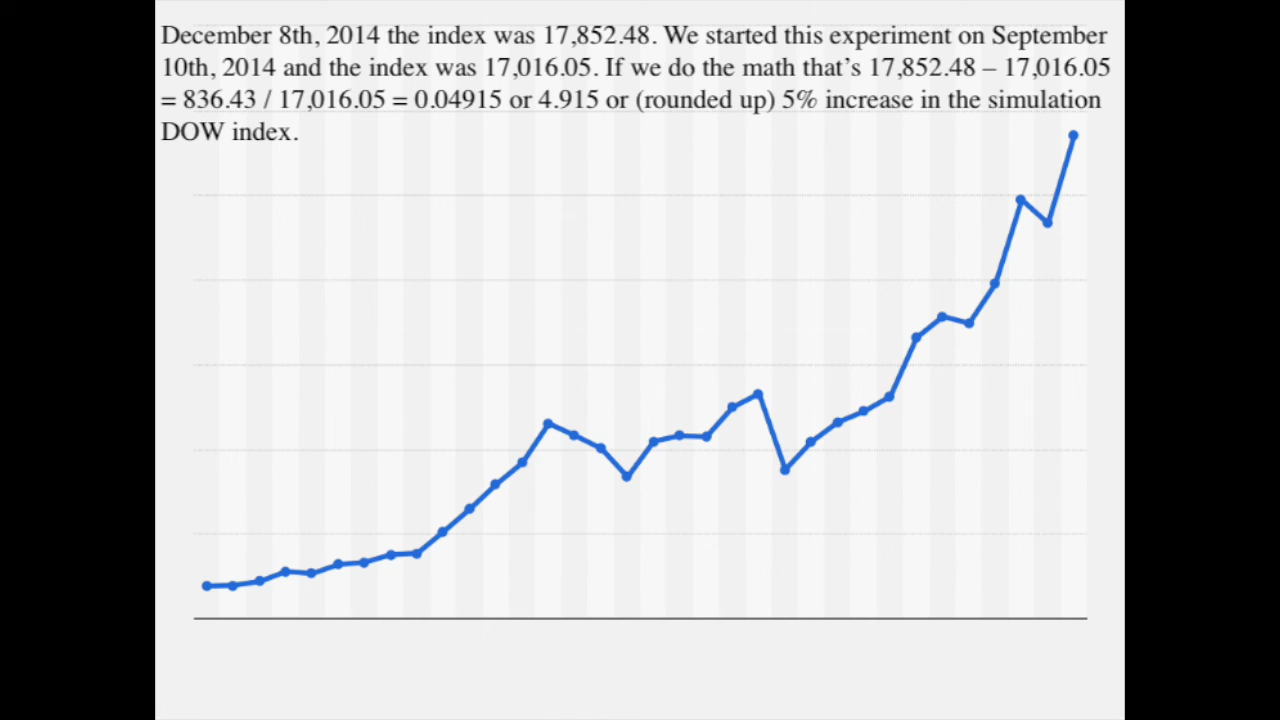 December 8th, 2014 the index was 17,852.48. We started this experiment on September
10th, 2014 and the index was 17,016.05. If we do the math that’s 17,852.48 – 17,016.05
= 836.43 / 17,016.05 = 0.04915 or 4.915 or (rounded up) 5% increase in the simulation
DOW index.